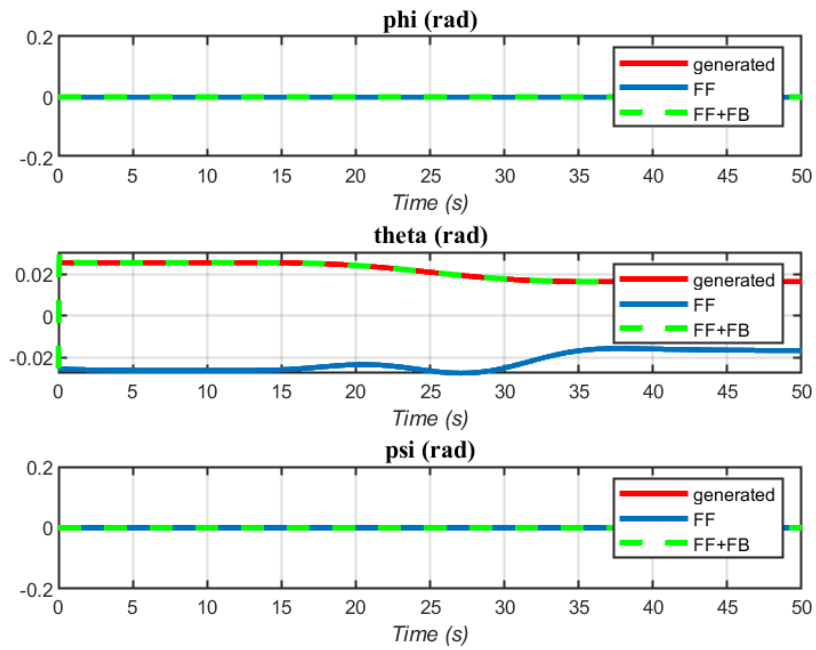 phi (rad)
0.2
0
-0.2
generated
FF
FF+FB
0 5 10 15 20 25 30 35 40 45 50
Time (s)
theta (rad)
0.02
0
-0.02
generated
FF
FF+FB
0 5 10 15 20 25 30 35 40 45 50
Time (s)
psi (rad)
0.2
0
-0.2
generated
FF
FF+FB
0 5 10 15 20 25 30 35 40 45 50
Time (s)